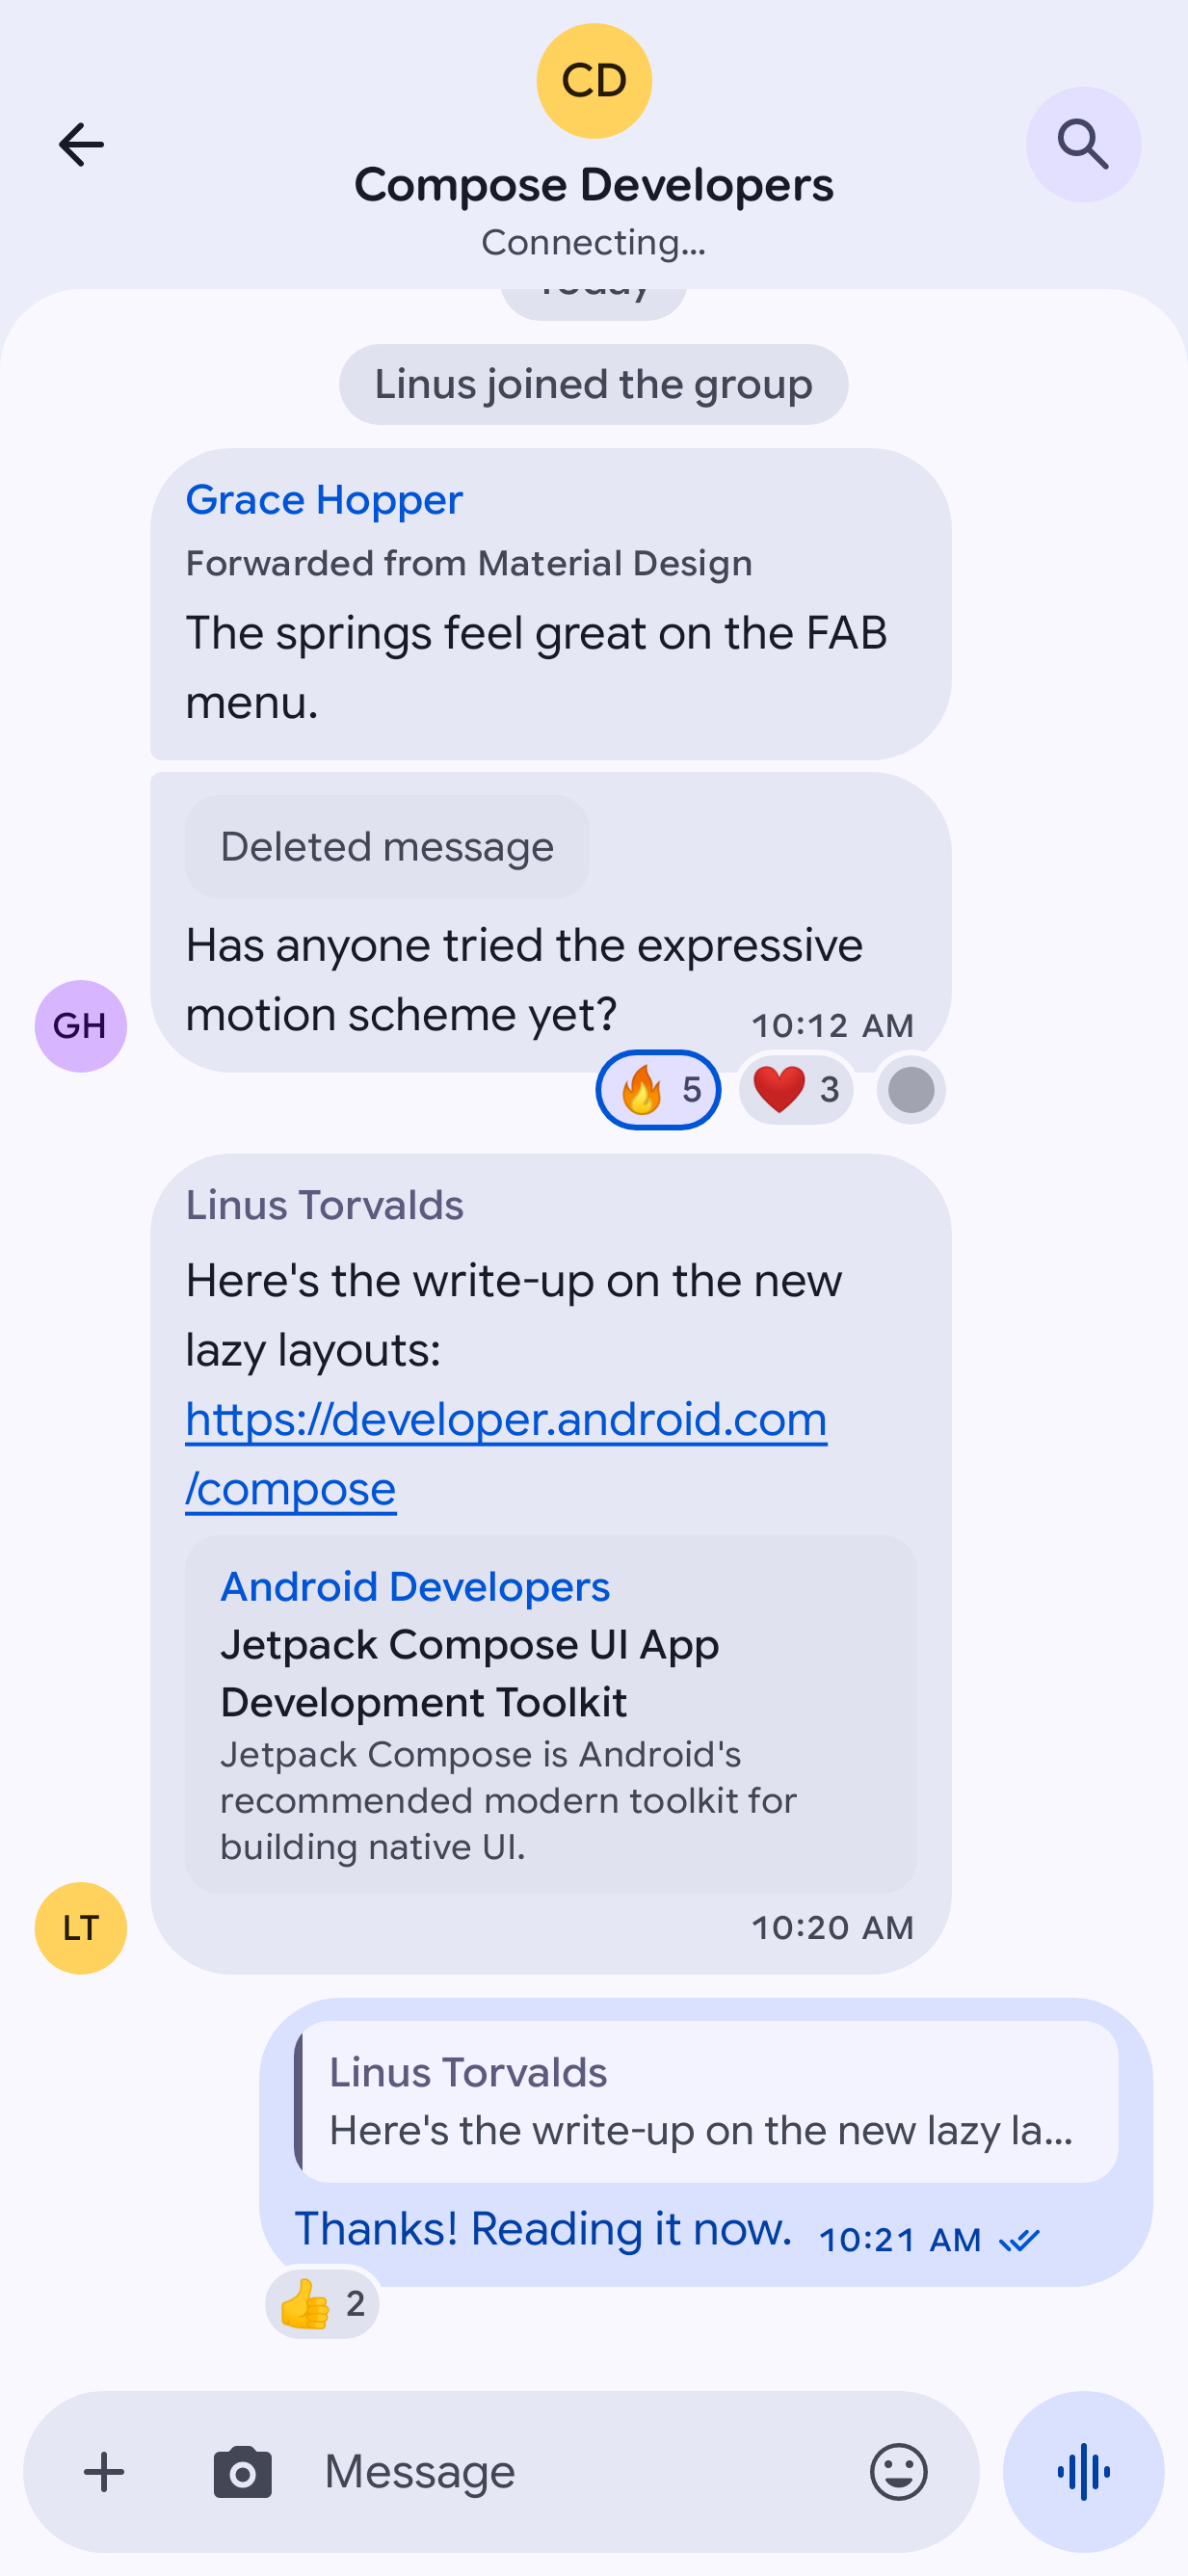 CD
Compose Developers
Connecting...
Today
Linus joined the group
Grace Hopper
Forwarded from Material Design
The springs feel great on the FAB
menu.
Deleted message
Has anyone tried the expressive
motion scheme yet?
10:12 AM
GH
5
3
Linus Torvalds
Here's the write-up on the new
lazy layouts:
https://developer.android.com
/compose
Android Developers
Jetpack Compose UI App
Development Toolkit
Jetpack Compose is Android's
recommended modern toolkit for
building native UI.
10:20 AM
LT
Linus Torvalds
Here's the write-up on the new lazy la...
Thanks! Reading it now. 10:21 AM
2
Message